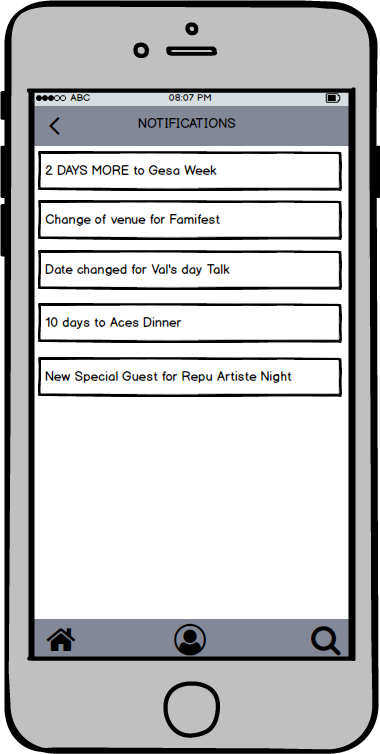 ABC 08:07 PM
NOTIFICATIONS
2 DAYS MORE to Gesa Week
Change of venue for Famifest
Date changed for Val's day Talk
10 days to Aces Dinner
New Special Guest for Repu Artiste Night